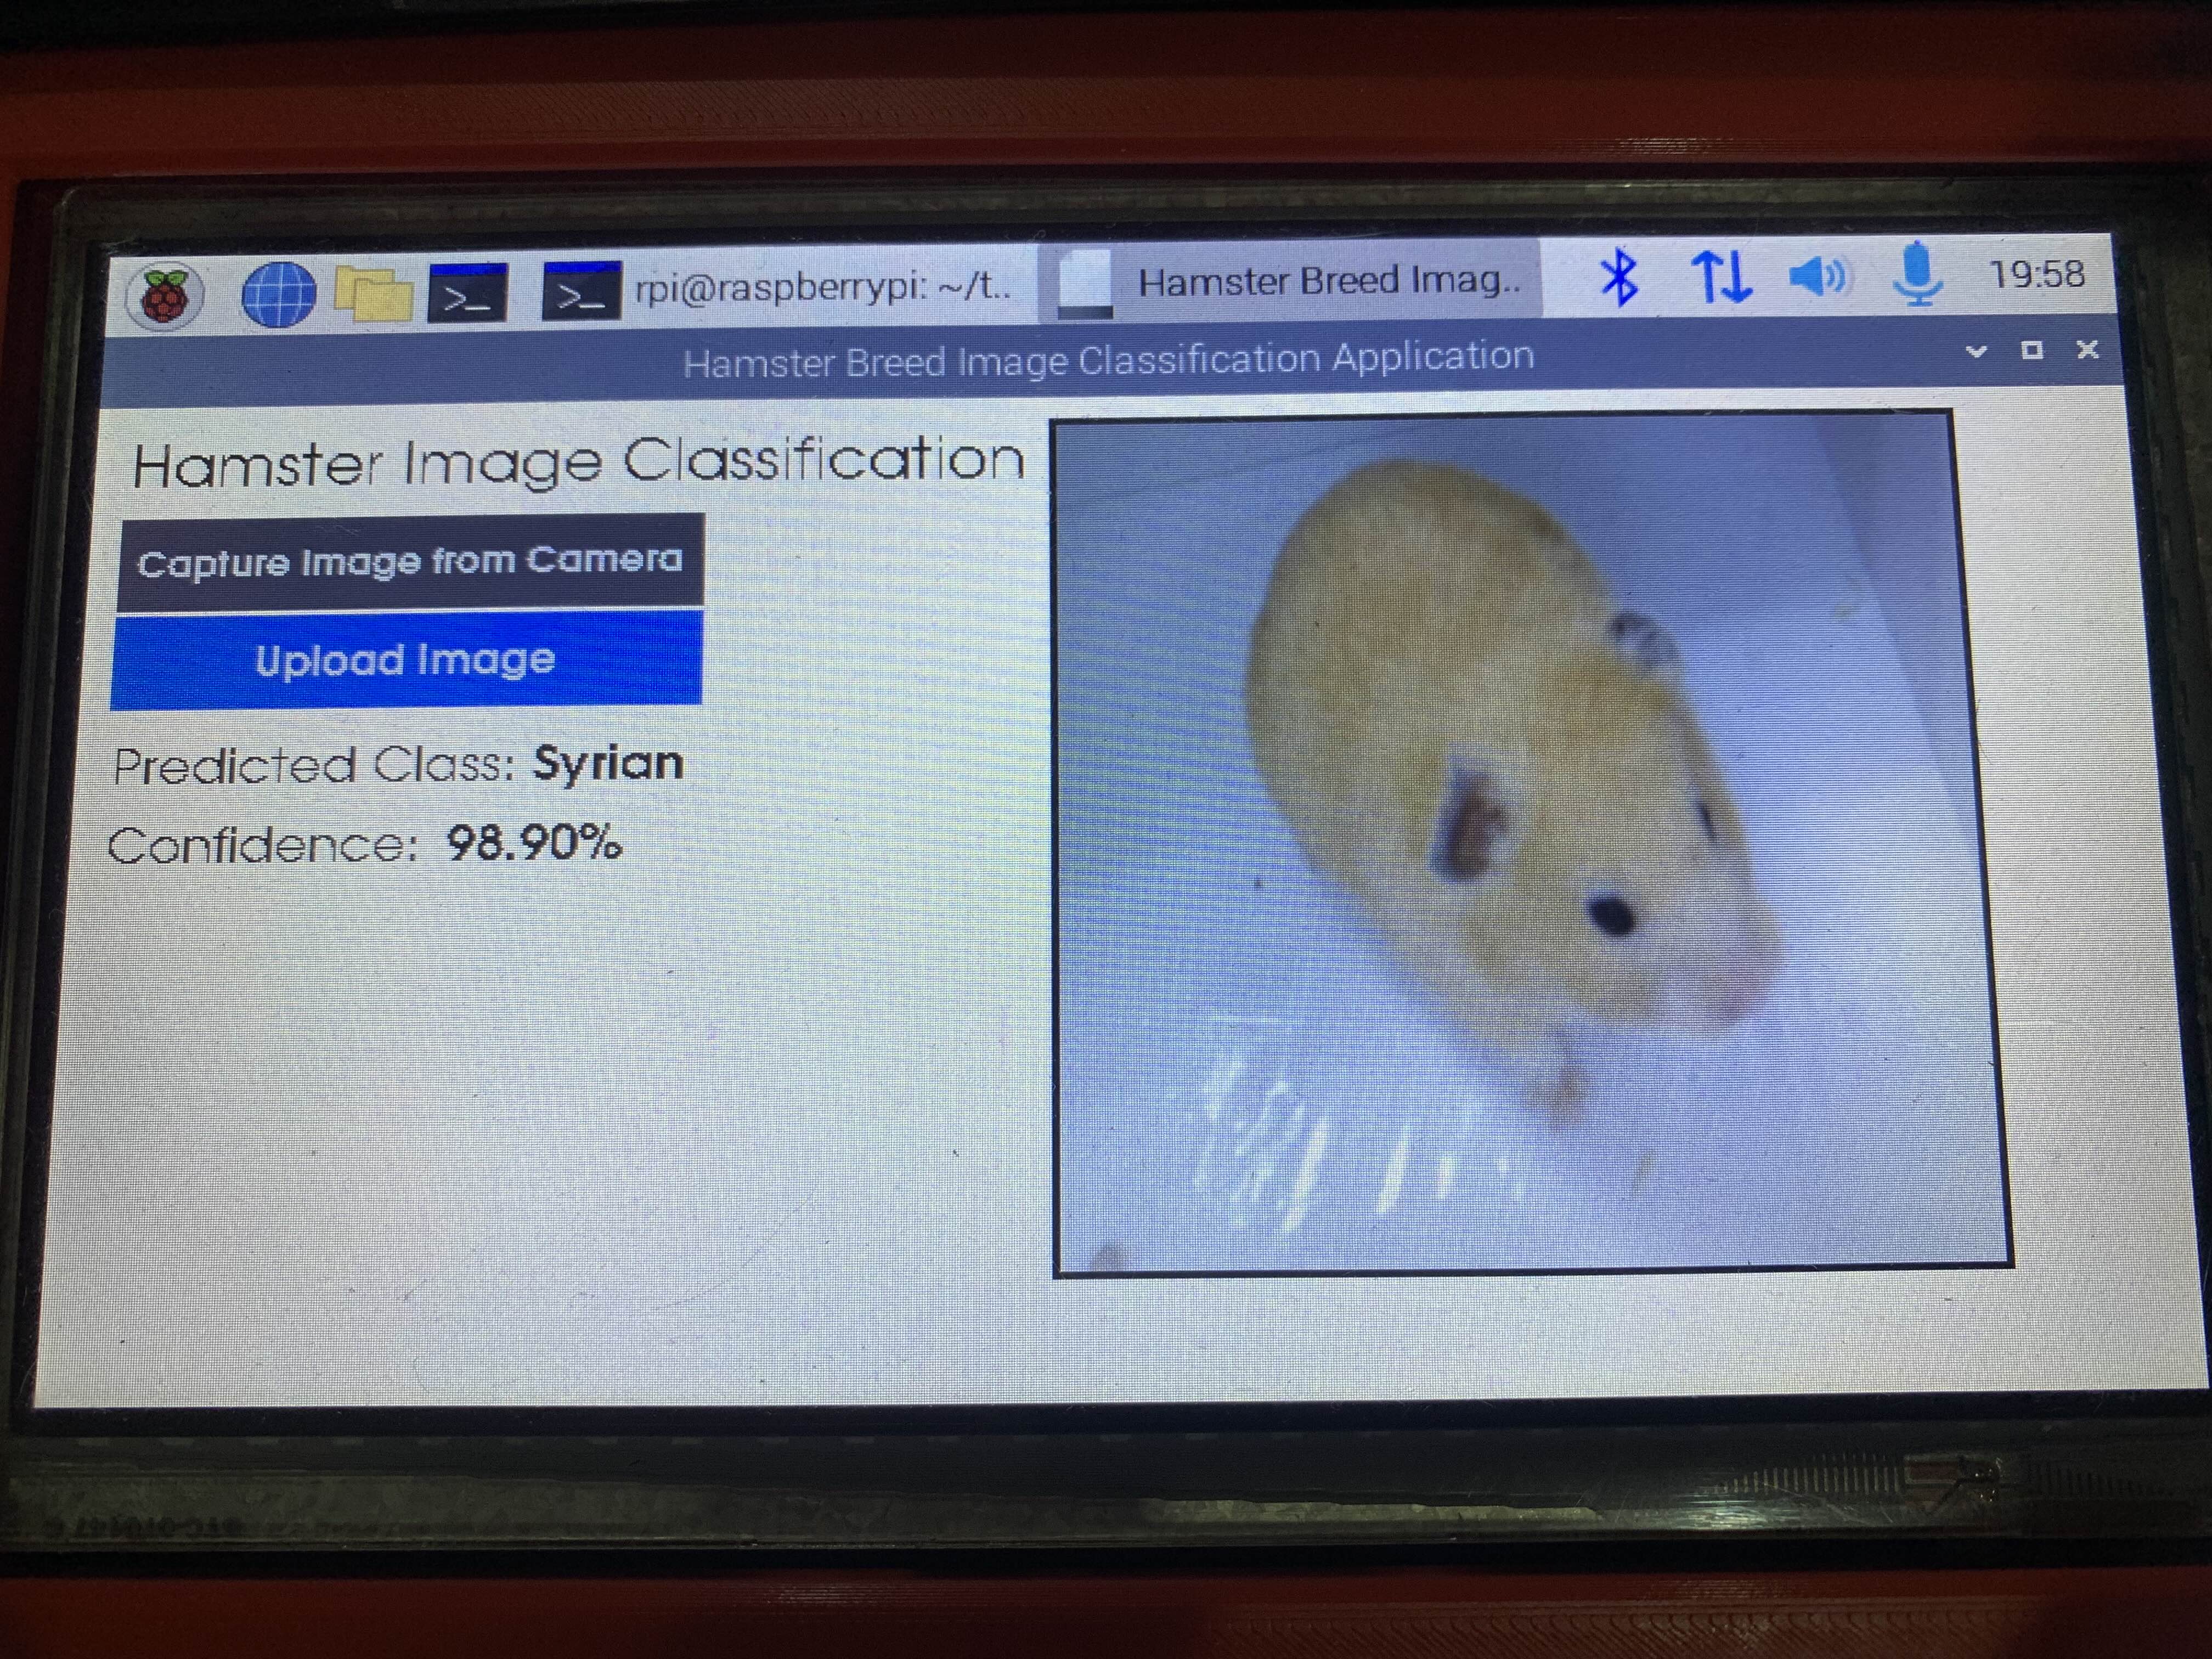 >_ >_ rpi@raspberrypi: ~/t.. Hamster Breed Imag.. 19:58
Hamster Breed Image Classification Application
Hamster Image Classification
Capture Image from Camera
Upload Image
Predicted Class: Syrian
Confidence: 98.90%